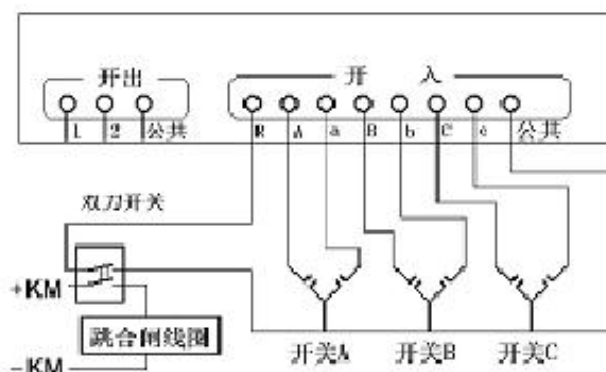 开出 开 入
1 2 公共 R A a B b C c 公共
双刀开关
+KM
跳合闸线圈
开关A 开关B 开关C
-KM